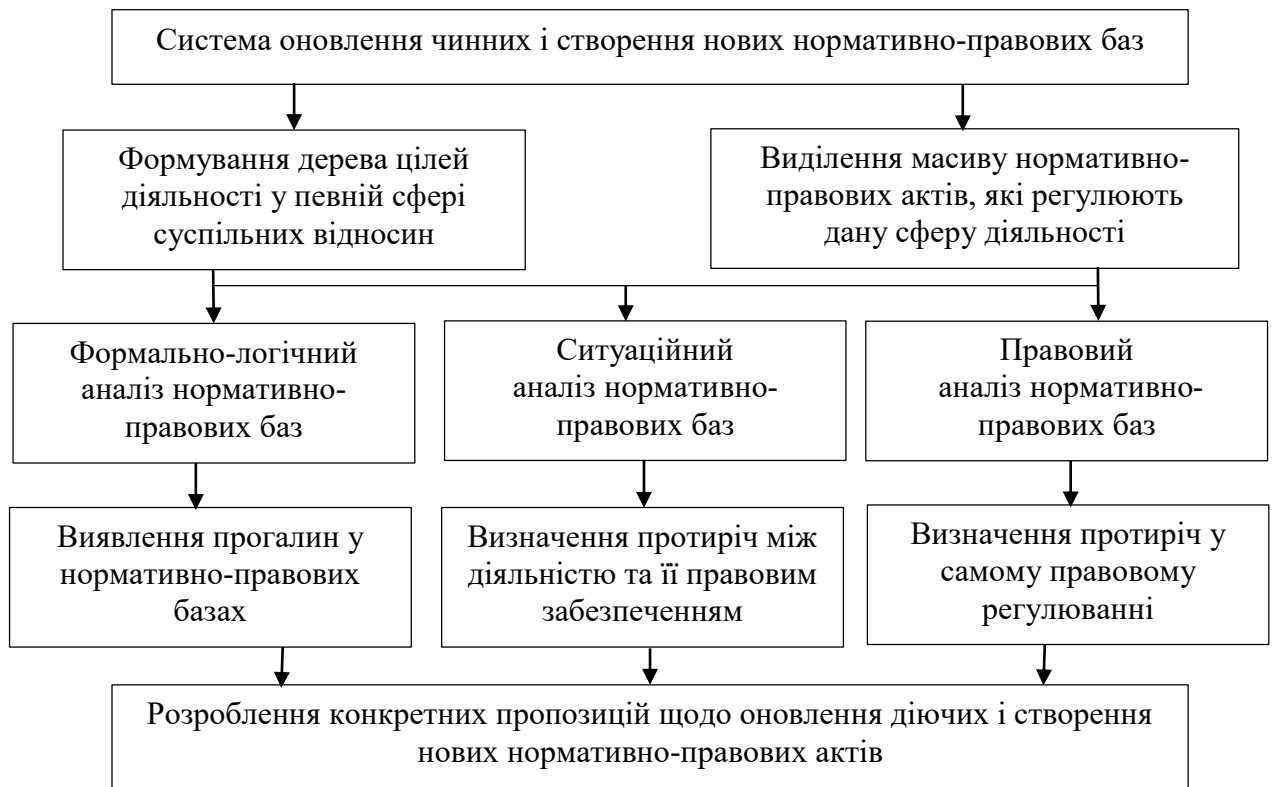 Система оновлення чинних і створення нових нормативно-правових баз
Формування дерева цілей
діяльності у певній сфері
суспільних відносин
Виділення масиву нормативно-
правових актів, які регулюють
дану сферу діяльності
Формально-логічний
аналіз нормативно-
правових баз
Ситуаційний
аналіз нормативно-
правових баз
Правовий
аналіз нормативно-
правових баз
Виявлення прогалин у
нормативно-правових
базах
Визначення протиріч між
діяльністю та її правовим
забезпеченням
Визначення протиріч у
самому правовому
регулюванні
Розроблення конкретних пропозицій щодо оновлення діючих і створення
нових нормативно-правових актів